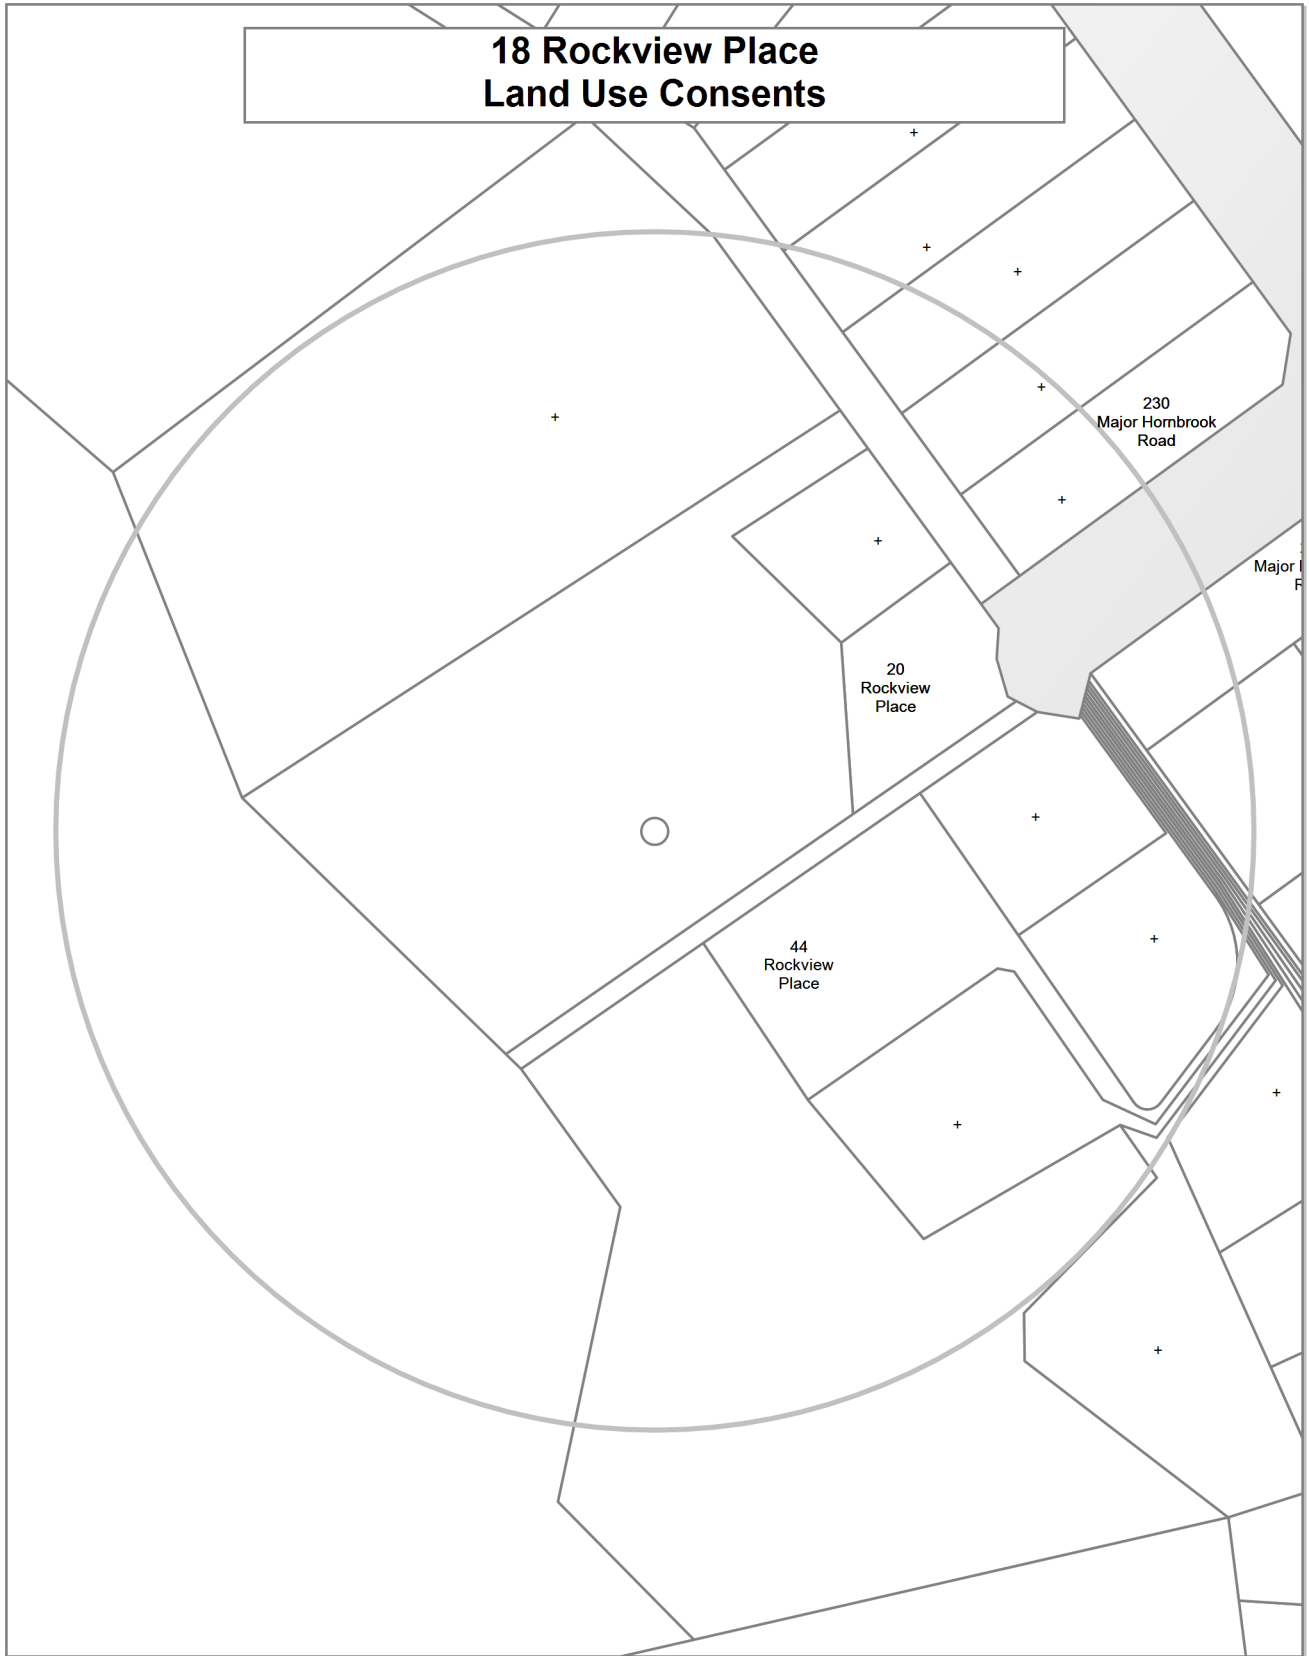 18 Rockview Place
Land Use Consents
230
Major Hornbrook
Road
Major
20
Rockview
Place
44
Rockview
Place